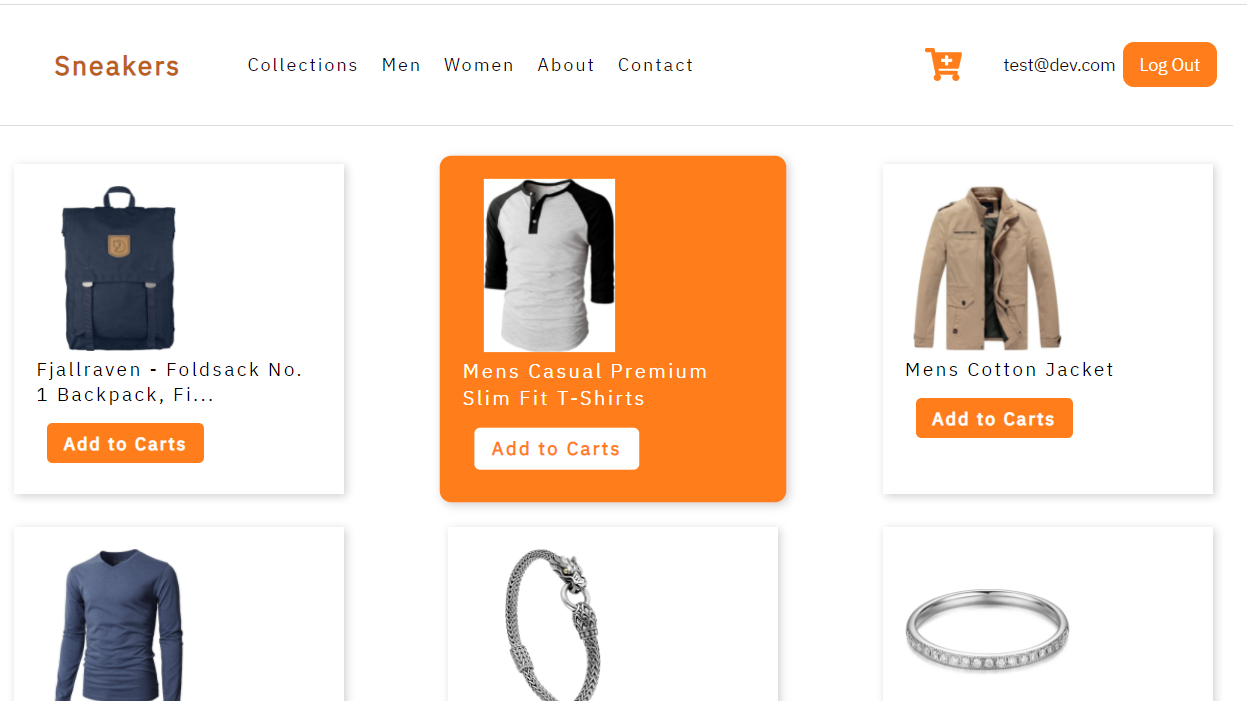 Sneakers
Collections Men Women About Contact
test@dev.com
Log Out
Fjallraven - Foldsack No.
1 Backpack, Fi...
Add to Carts
Mens Casual Premium
Slim Fit T-Shirts
Add to Carts
Mens Cotton Jacket
Add to Carts